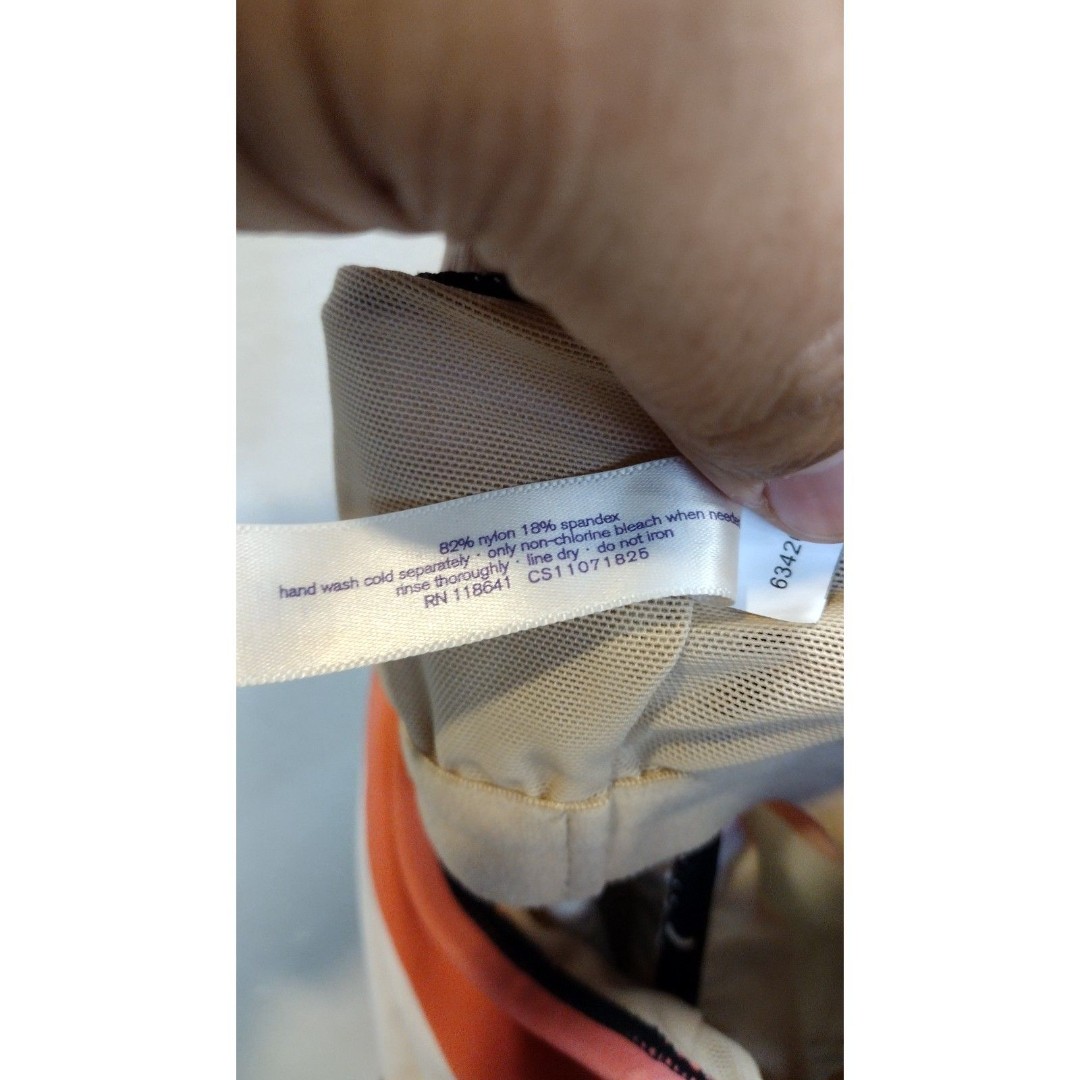 82% nylon 18% spandex
hand wash cold separately · only non-chlorine bleach when needed
rinse thoroughly · line dry · do not iron
RN 118641 CS11071825
6342